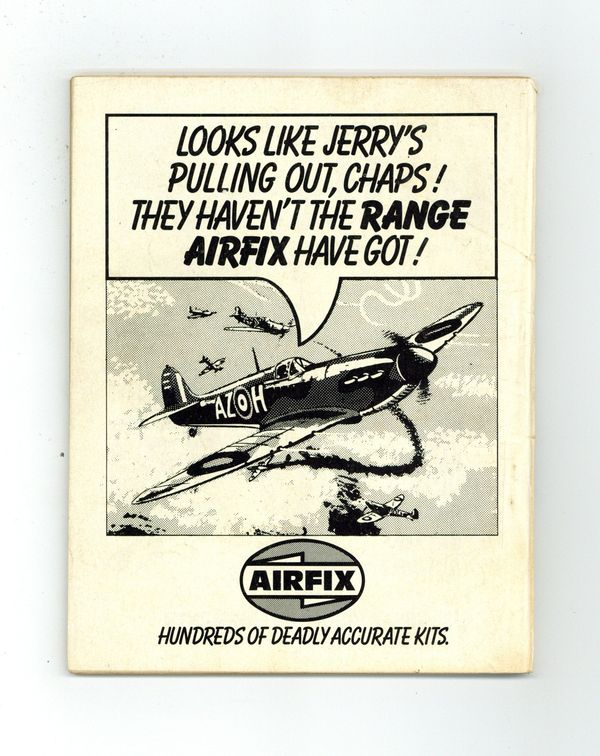 LOOKS LIKE JERRY'S
PULLING OUT, CHAPS!
THEY HAVEN'T THE RANGE
AIRFIX HAVE GOT!
AZ H
AIRFIX
HUNDREDS OF DEADLY ACCURATE KITS.